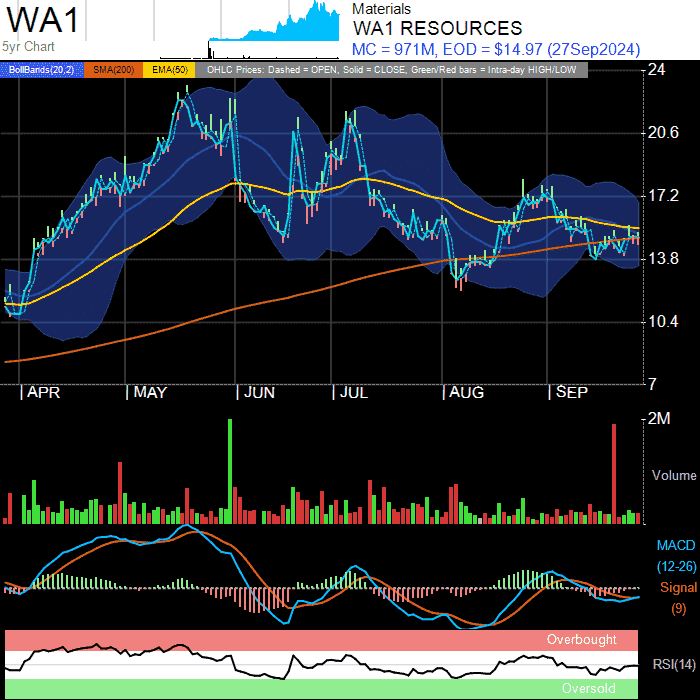 WA1
5yr Chart
Materials
WA1 RESOURCES
MC = 971M, EOD = $14.97 (27Sep2024)
BollBands(20,2) SMA(200) EMA(50) OHLC Prices: Dashed = OPEN, Solid = CLOSE, Green/Red bars = Intra-day HIGH/LOW
24
20.6
17.2
13.8
10.4
7
APR MAY JUN JUL AUG SEP
2M
Volume
MACD
(12-26)
Signal
(9)
Overbought
RSI(14)
Oversold